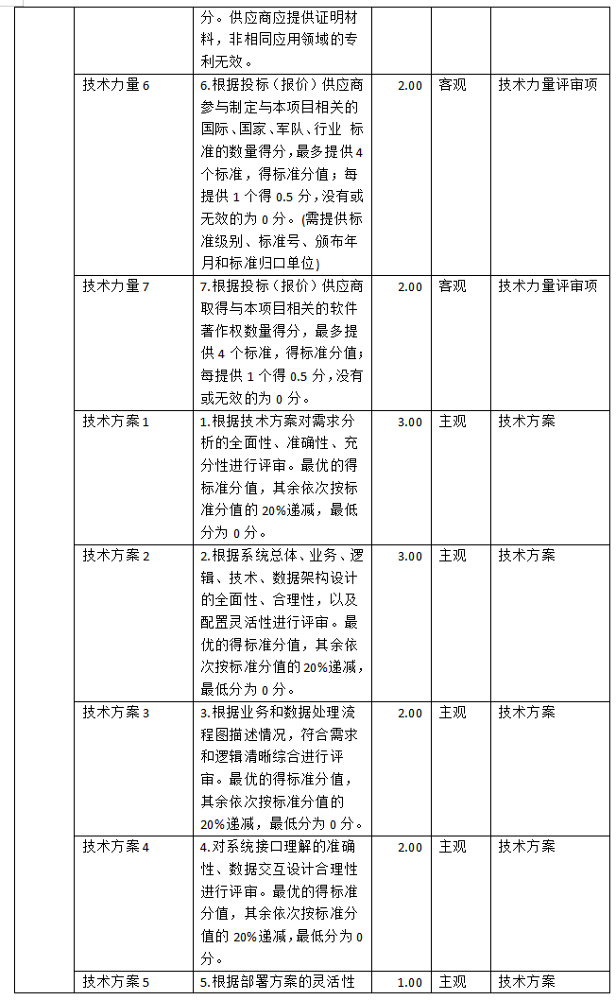 分。供应商应提供证明材
料，非相同应用领域的专
利无效。
技术力量 6
6.根据投标（报价）供应商
参与制定与本项目相关的
国际、国家、军队、行业 标
准的数量得分，最多提供 4
个标准，得标准分值；每
提供 1 个得 0.5 分，没有或
无效的为 0 分。(需提供标
准级别、标准号、颁布年
月和标准归口单位)
2.00
客观
技术力量评审项
技术力量 7
7.根据投标（报价）供应商
取得与本项目相关的软件
著作权数量得分，最多提
供 4 个标准，得标准分值；
每提供 1 个得 0.5 分，没有
或无效的为 0 分。
2.00
客观
技术力量评审项
技术方案 1
1.根据技术方案对需求分
析的全面性、准确性、充
分性进行评审。最优的得
标准分值，其余依次按标
准分值的 20%递减，最低
分为 0 分。
3.00
主观
技术方案
技术方案 2
2.根据系统总体、业务、逻
辑、技术、数据架构设计
的全面性、合理性，以及
配置灵活性进行评审。最
优的得标准分值，其余依
次按标准分值的 20%递减，
最低分为 0 分。
3.00
主观
技术方案
技术方案 3
3.根据业务和数据处理流
程图描述情况，符合需求
和逻辑清晰综合进行评
审。最优的得标准分值，
其余依次按标准分值的
20%递减，最低分为 0 分。
2.00
主观
技术方案
技术方案 4
4.对系统接口理解的准确
性、数据交互设计合理性
进行评审。最优的得标准
分值，其余依次按标准分
值的 20%递减，最低分为 0
分。
2.00
主观
技术方案
技术方案 5
5.根据部署方案的灵活性
1.00
主观
技术方案